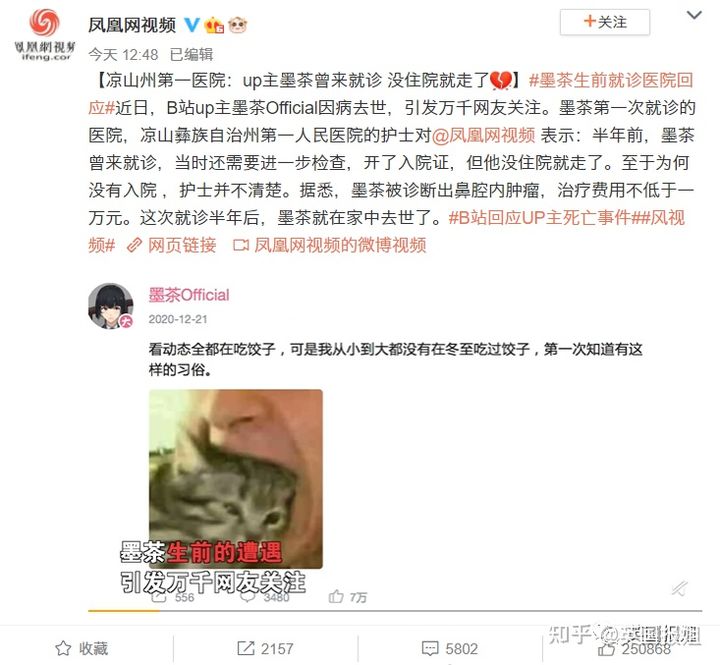 凤凰网视频
+关注
鳳凰網视频
ifeng.com
今天 12:48 已编辑
【凉山州第一医院：up主墨茶曾来就诊 没住院就走了】#墨茶生前就诊医院回
应#近日，B站up主墨茶Official因病去世，引发万千网友关注。墨茶第一次就诊的
医院，凉山彝族自治州第一人民医院的护士对@凤凰网视频 表示：半年前，墨茶
曾来就诊，当时还需要进一步检查，开了入院证，但他没住院就走了。至于为何
没有入院 ，护士并不清楚。据悉，墨茶被诊断出鼻腔内肿瘤，治疗费用不低于一
万元。这次就诊半年后，墨茶就在家中去世了。#B站回应UP主死亡事件##风视
频# 网页链接 凤凰网视频的微博视频
墨茶Official
2020-12-21
看动态全都在吃饺子，可是我从小到大都没有在冬至吃过饺子，第一次知道有这
样的习俗。
墨茶生前的遭遇
引发万千网友关注
556 3480 7万
知乎 @英国报姐
收藏 2157 5802 250868